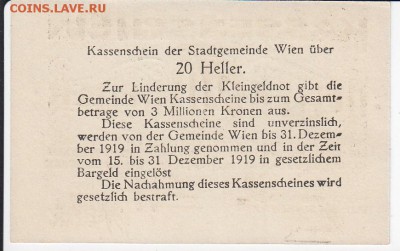 COINS.LAVE.RU
Kassenschein der Stadtgemeinde Wien über
20 Heller.
Zur Linderung der Kleingeldnot gibt die
Gemeinde Wien Kassenscheine bis zum Gesamt-
betrage von 3 Millionen Kronen aus.
Diese Kassenscheine sind unverzinslich,
werden von der Gemeinde Wien bis 31. Dezem-
ber 1919 in Zahlung genommen und in der Zeit
vom 15. bis 31 Dezember 1919 in gesetzlichem
Bargeld eingelöst
Die Nachahmung dieses Kassenscheines wird
gesetzlich bestraft.